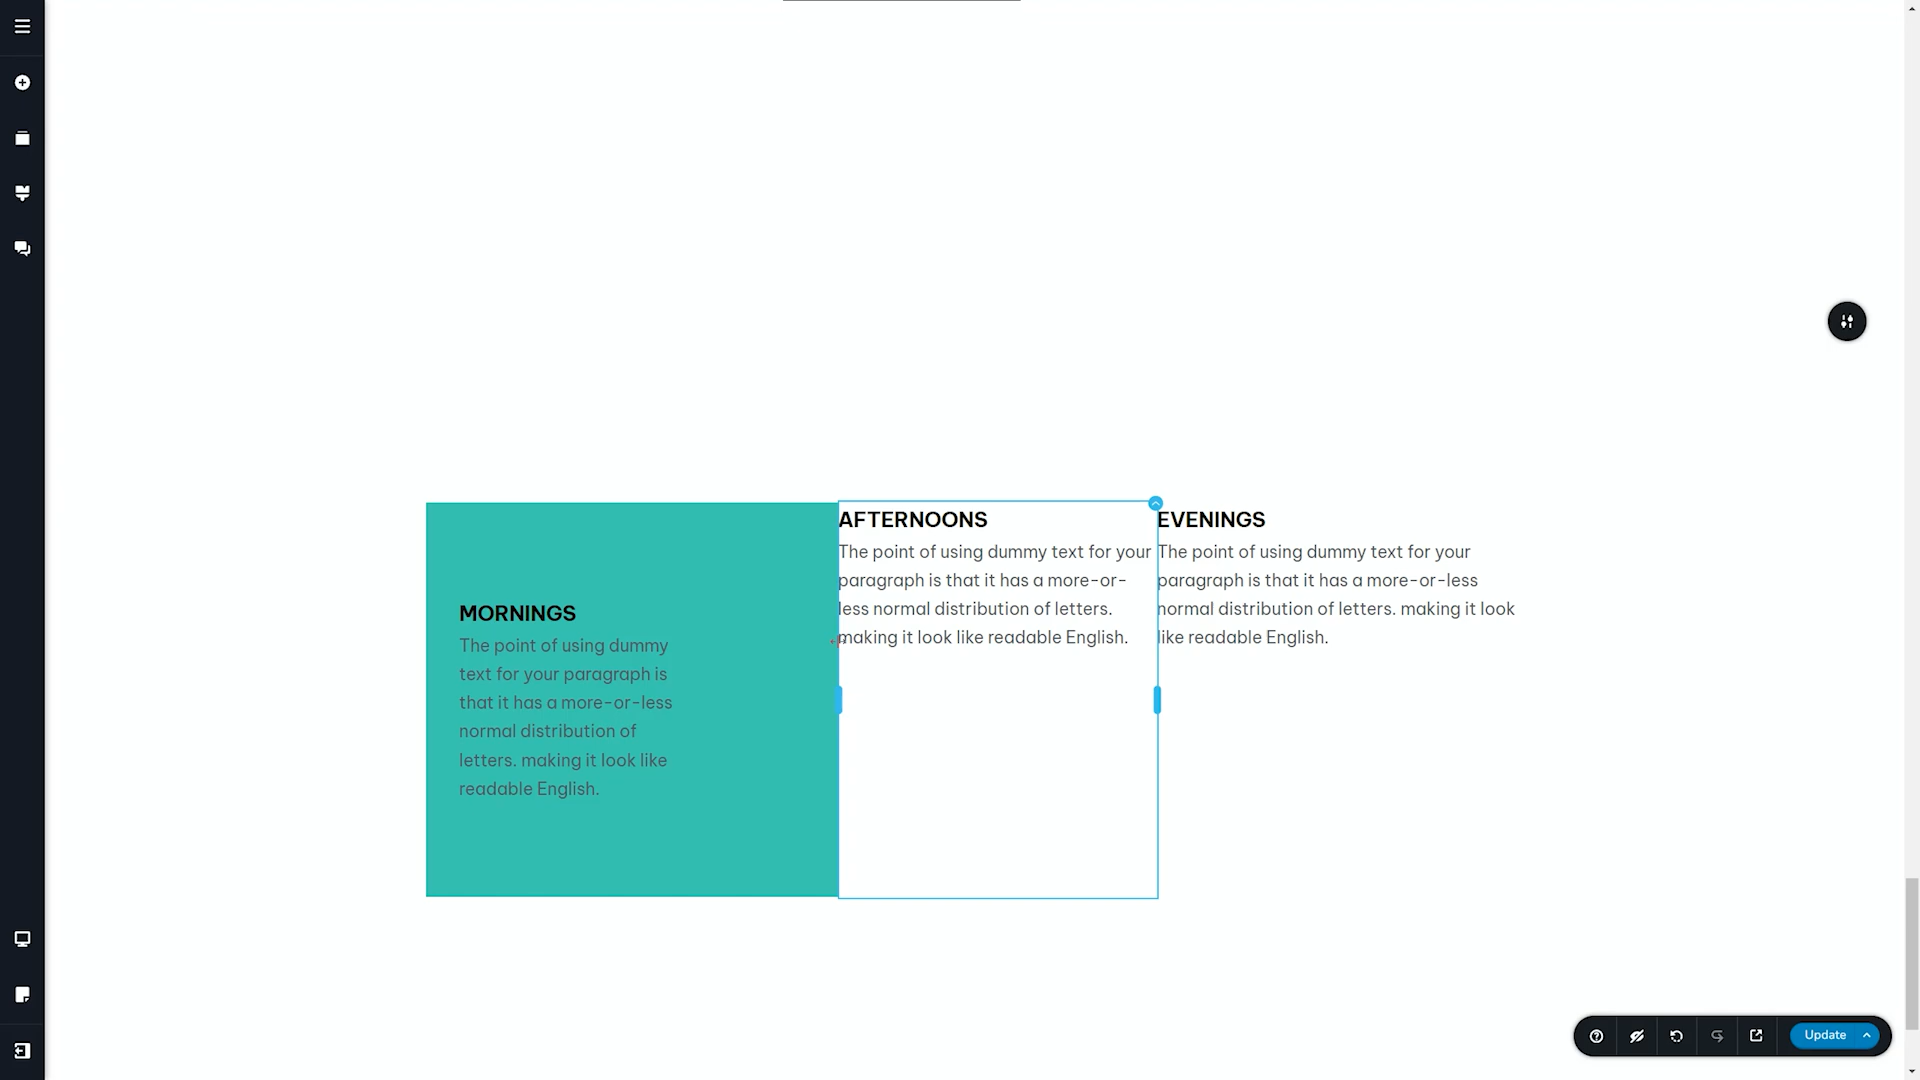 MORNINGS
The point of using dummy
text for your paragraph is
that it has a more-or-less
normal distribution of
letters. making it look like
readable English.
AFTERNOONS
The point of using dummy text for your
paragraph is that it has a more-or-
less normal distribution of letters.
making it look like readable English.
EVENINGS
The point of using dummy text for your
paragraph is that it has a more-or-less
normal distribution of letters. making it look
like readable English.
Update